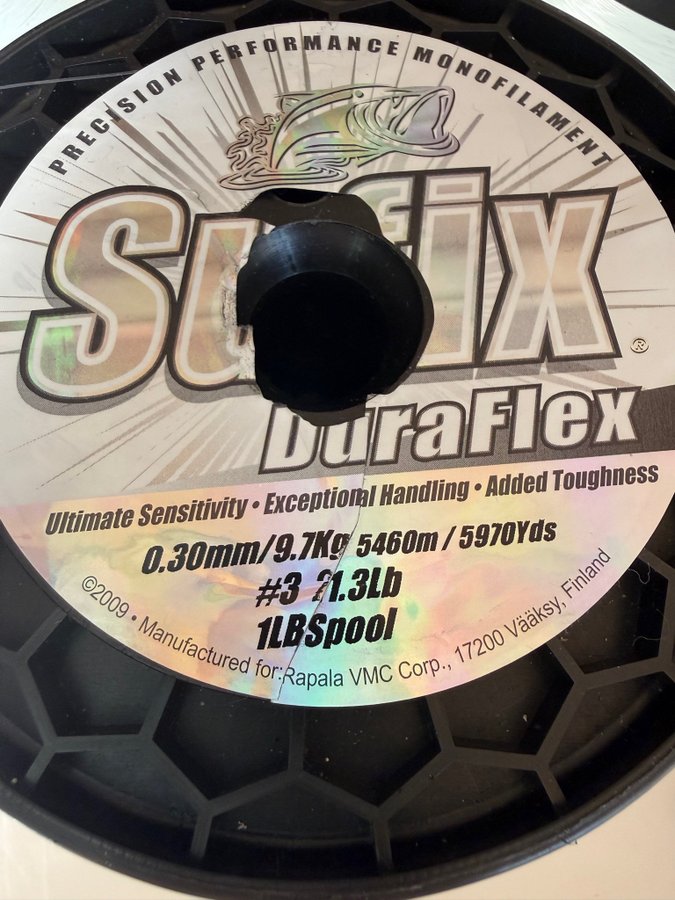 PRECISION PERFORMANCE MONOFILAMENT
Sufix
®
DuraFlex
Ultimate Sensitivity • Exceptional Handling • Added Toughness
0.30mm/9.7Kg 5460m / 5970Yds
#3 21.3Lb
1LBSpool
©2009 • Manufactured for: Rapala VMC Corp., 17200 Vääksy, Finland